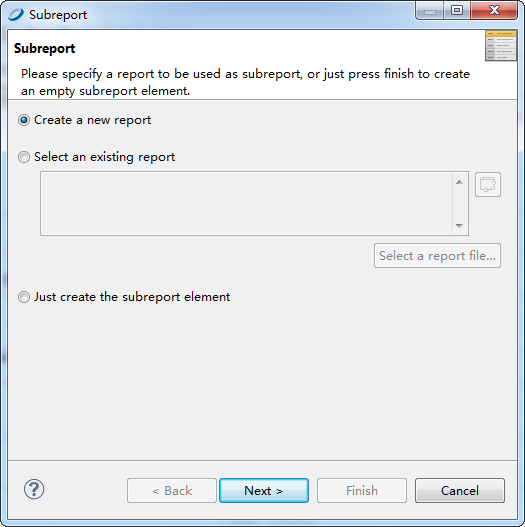 Subreport
Subreport
Please specify a report to be used as subreport, or just press finish to create
an empty subreport element.
Create a new report
Select an existing report
Select a report file...
Just create the subreport element
?
< Back
Next >
Finish
Cancel